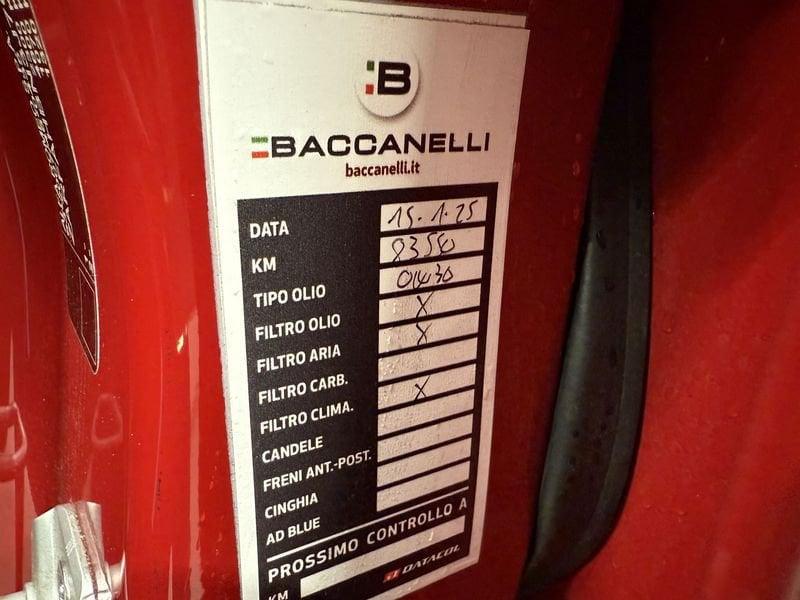 B
BACCANELLI
baccanelli.it
DATA 15.1.25
KM 8350
TIPO OLIO 0W30
FILTRO OLIO X
FILTRO ARIA X
FILTRO CARB.
FILTRO CLIMA. X
CANDELE
FRENI ANT.-POST.
CINGHIA
AD BLUE
PROSSIMO CONTROLLO A
KM
DATACOL